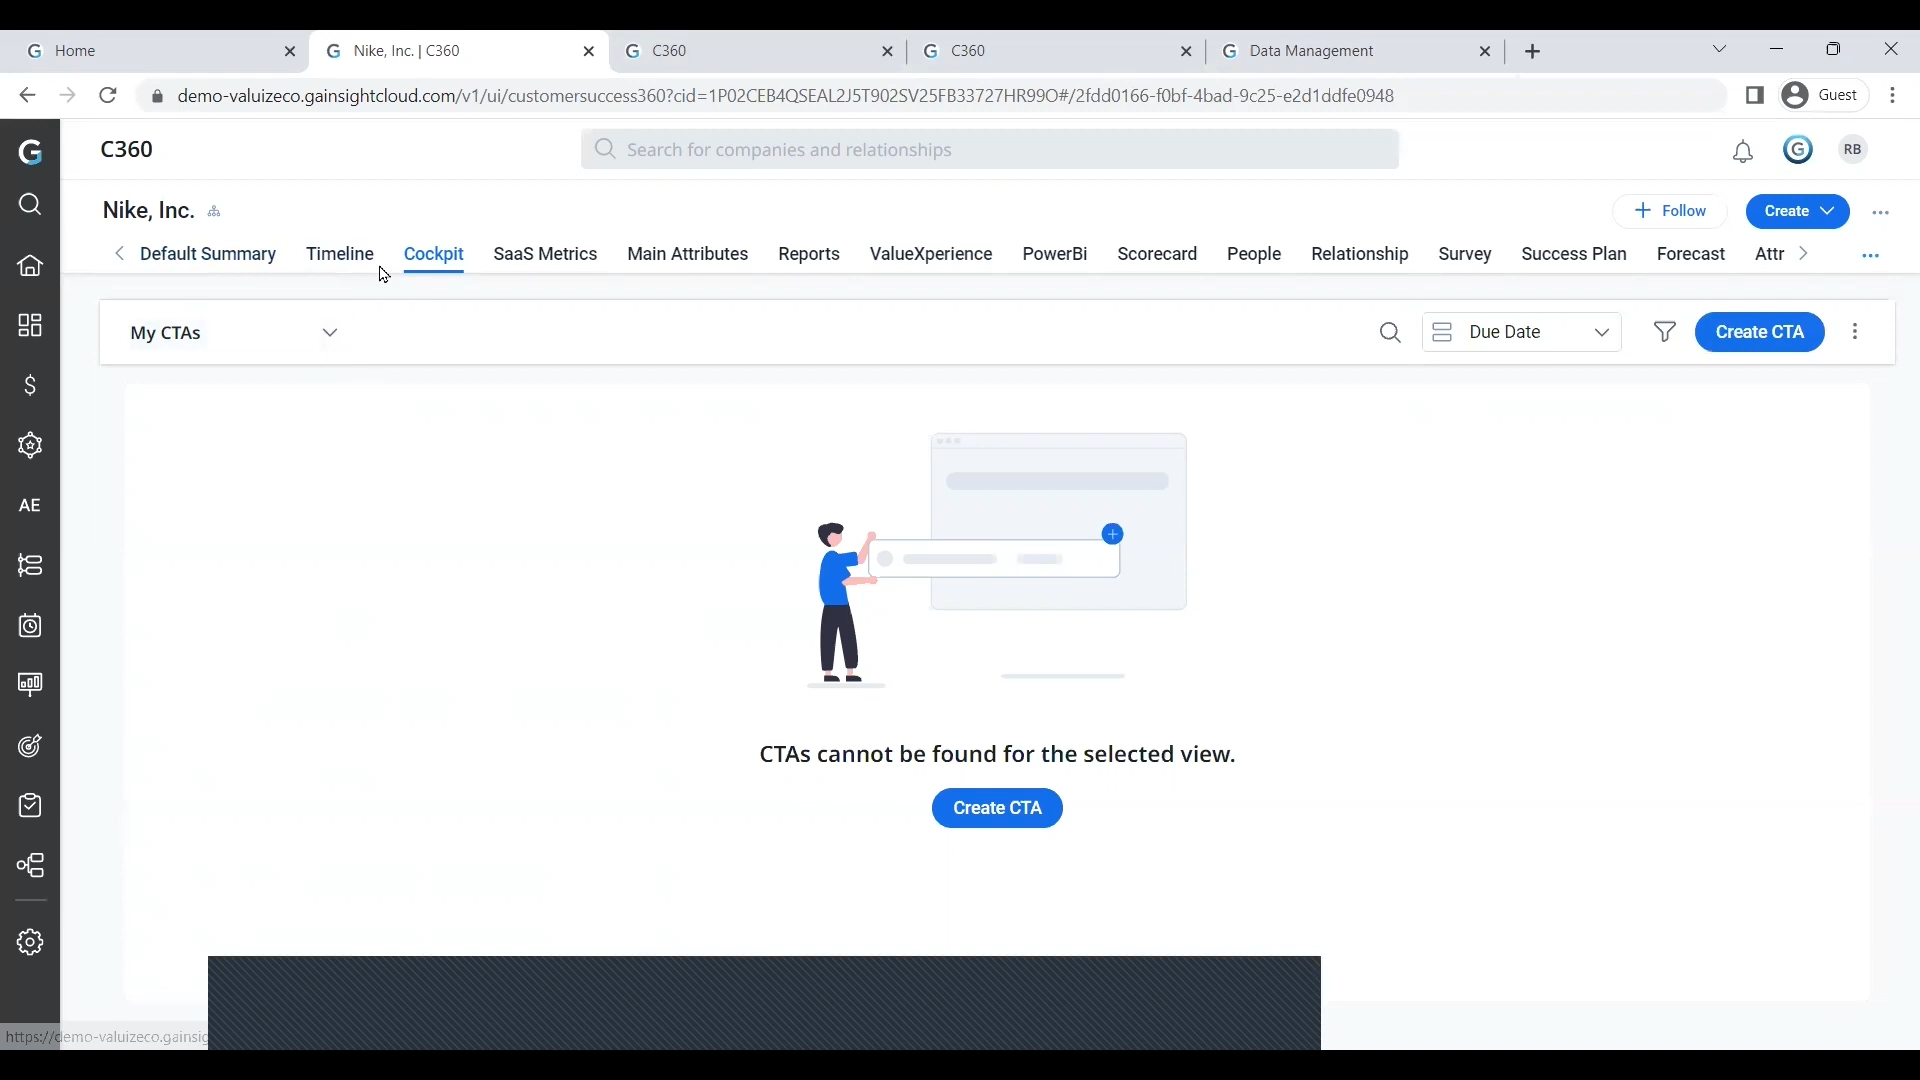 Home
Nike, Inc. | C360
C360
C360
Data Management
demo-valuizeco.gainsightcloud.com/v1/ui/customersuccess360?cid=1P02CEB4QSEAL2J5T902SV25FB33727HR99O#/2fdd0166-f0bf-4bad-9c25-e2d1ddfe0948
Guest
C360
Search for companies and relationships
RB
Nike, Inc.
Follow
Create
Default Summary
Timeline
Cockpit
SaaS Metrics
Main Attributes
Reports
ValueXperience
PowerBi
Scorecard
People
Relationship
Survey
Success Plan
Forecast
Attr
My CTAs
Due Date
Create CTA
AE
CTAs cannot be found for the selected view.
Create CTA
https://demo-valuizeco.gainsig